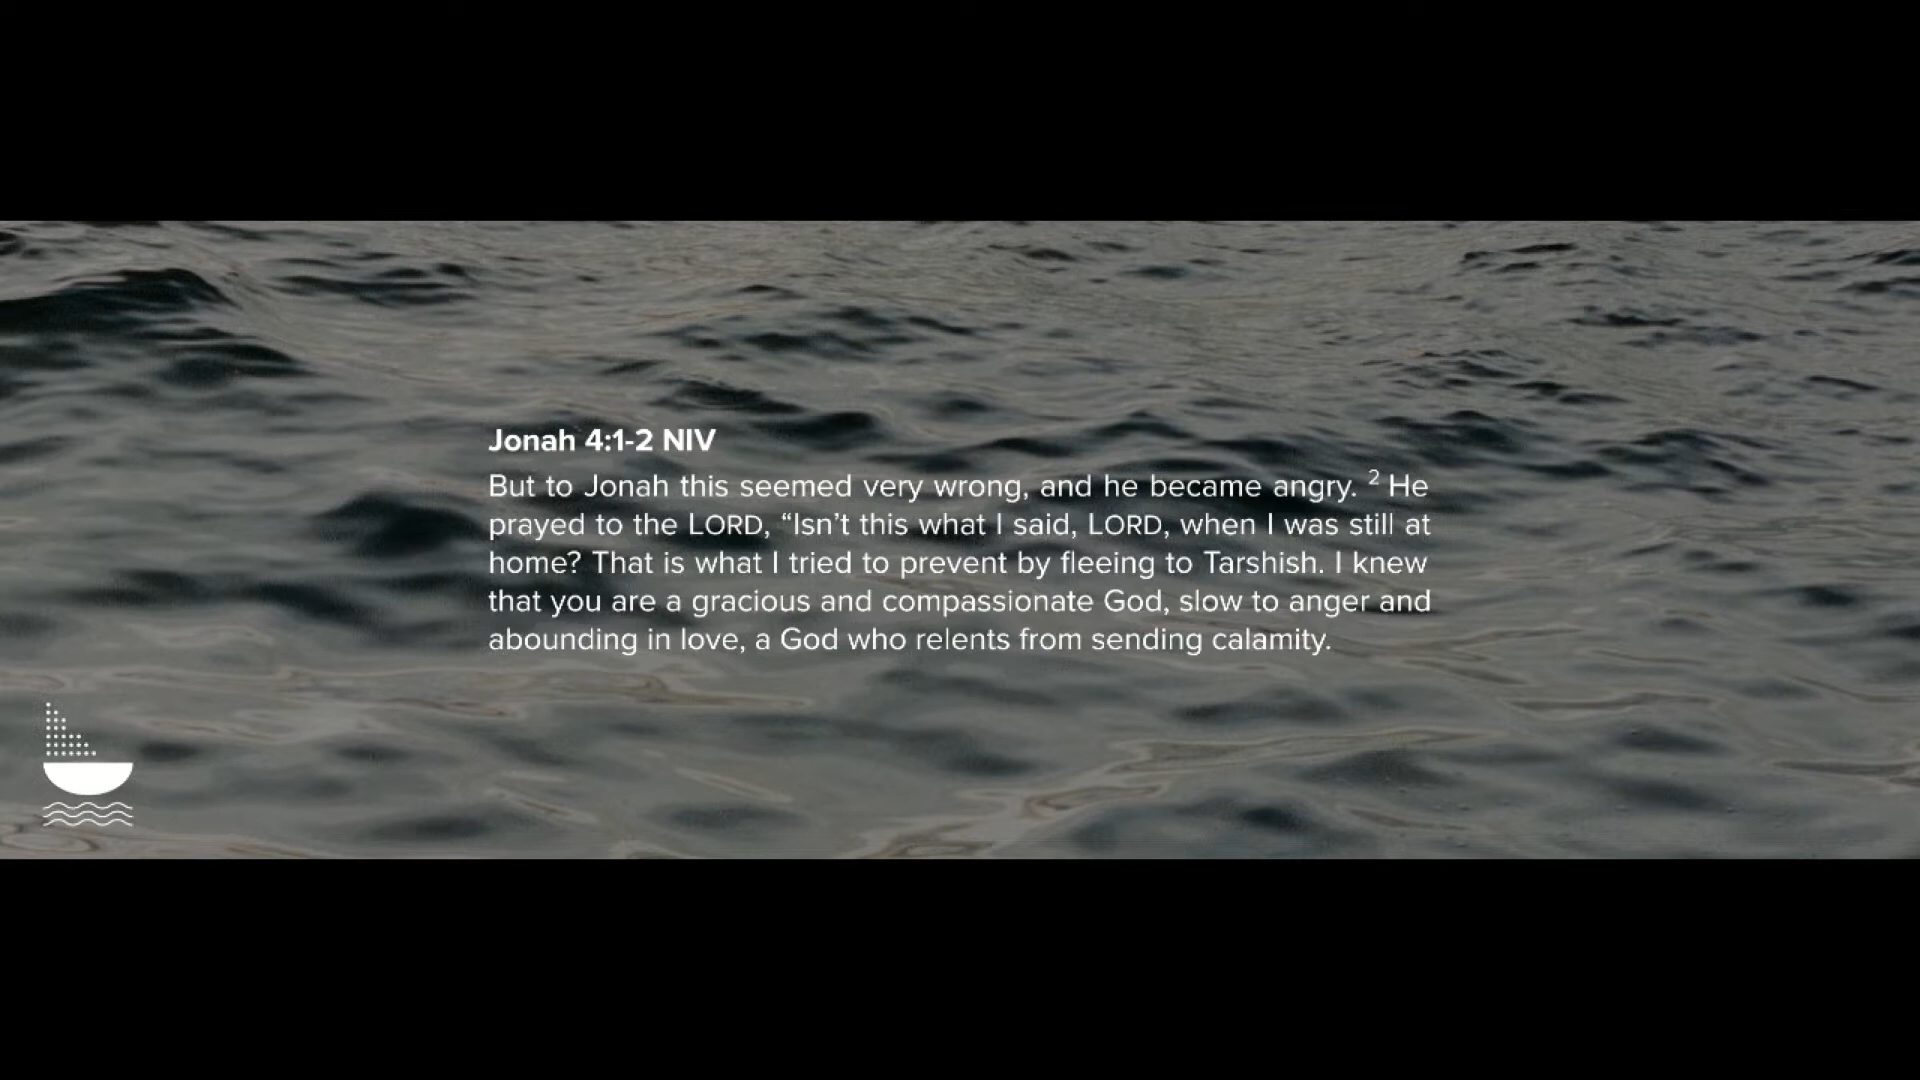 Jonah 4:1-2 NIV
But to Jonah this seemed very wrong, and he became angry. ² He
prayed to the LORD, “Isn’t this what I said, LORD, when I was still at
home? That is what I tried to prevent by fleeing to Tarshish. I knew
that you are a gracious and compassionate God, slow to anger and
abounding in love, a God who relents from sending calamity.